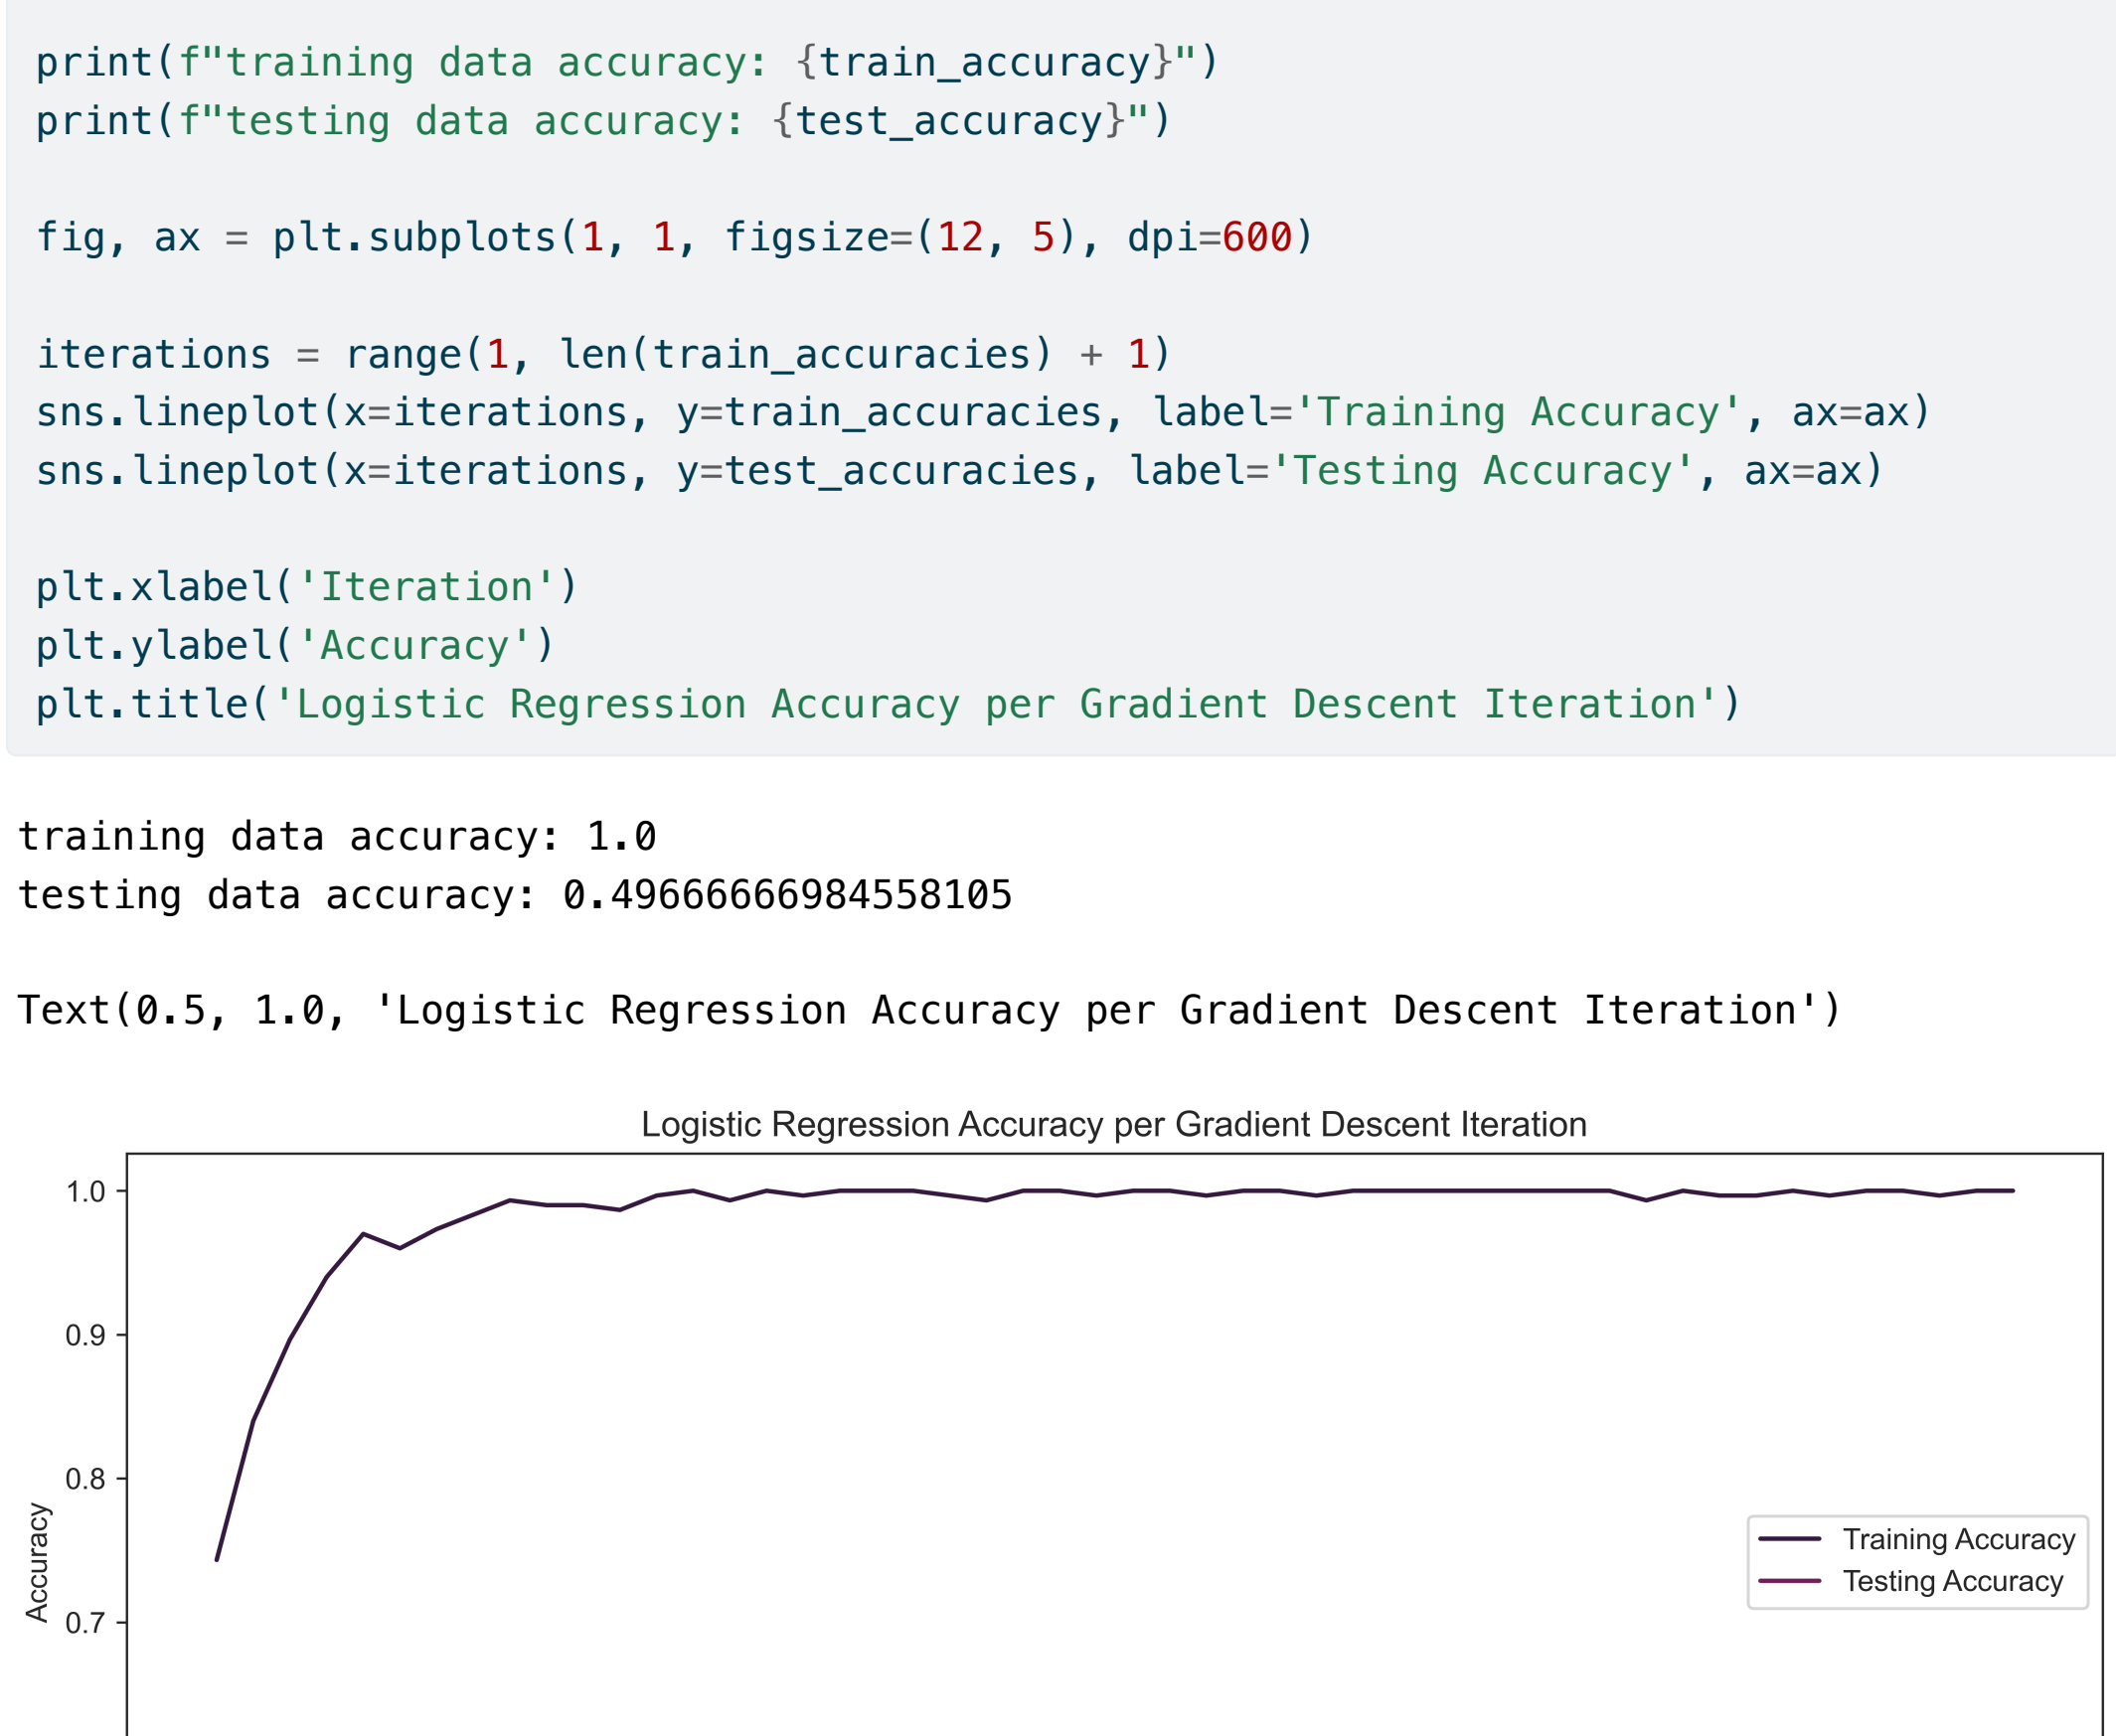 print(f"training data accuracy: {train_accuracy}")
print(f"testing data accuracy: {test_accuracy}")
fig, ax = plt.subplots(1, 1, figsize=(12, 5), dpi=600)
iterations = range(1, len(train_accuracies) + 1)
sns.lineplot(x=iterations, y=train_accuracies, label='Training Accuracy', ax=ax)
sns.lineplot(x=iterations, y=test_accuracies, label='Testing Accuracy', ax=ax)
plt.xlabel('Iteration')
plt.ylabel('Accuracy')
plt.title('Logistic Regression Accuracy per Gradient Descent Iteration')
training data accuracy: 1.0
testing data accuracy: 0.49666666984558105
Text(0.5, 1.0, 'Logistic Regression Accuracy per Gradient Descent Iteration')
Logistic Regression Accuracy per Gradient Descent Iteration
1.0
0.9
0.8
0.7
Accuracy
Training Accuracy
Testing Accuracy